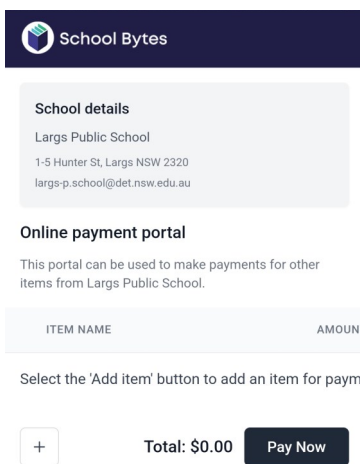 School Bytes
School details
Largs Public School
1-5 Hunter St, Largs NSW 2320
largs-p.school@det.nsw.edu.au
Online payment portal
This portal can be used to make payments for other
items from Largs Public School.
ITEM NAME AMOUN
Select the 'Add item' button to add an item for paym
+ Total: $0.00 Pay Now